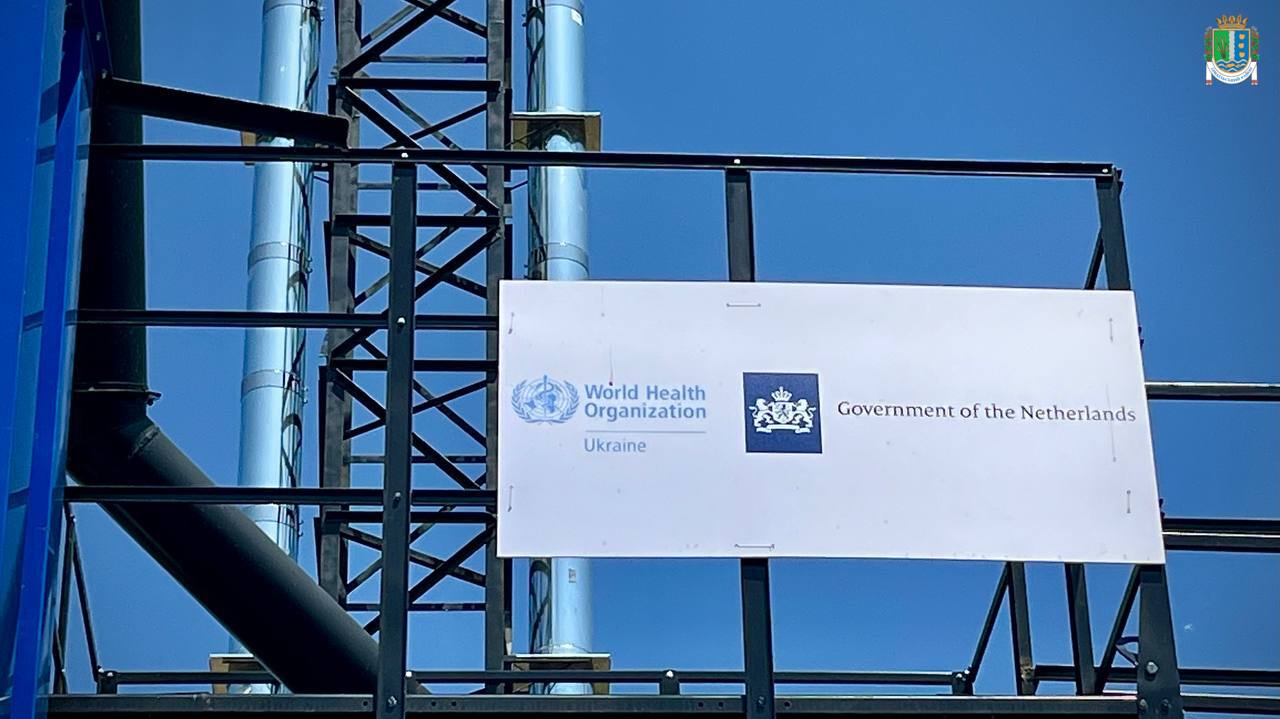 World Health
Organization
Ukraine
Government of the Netherlands